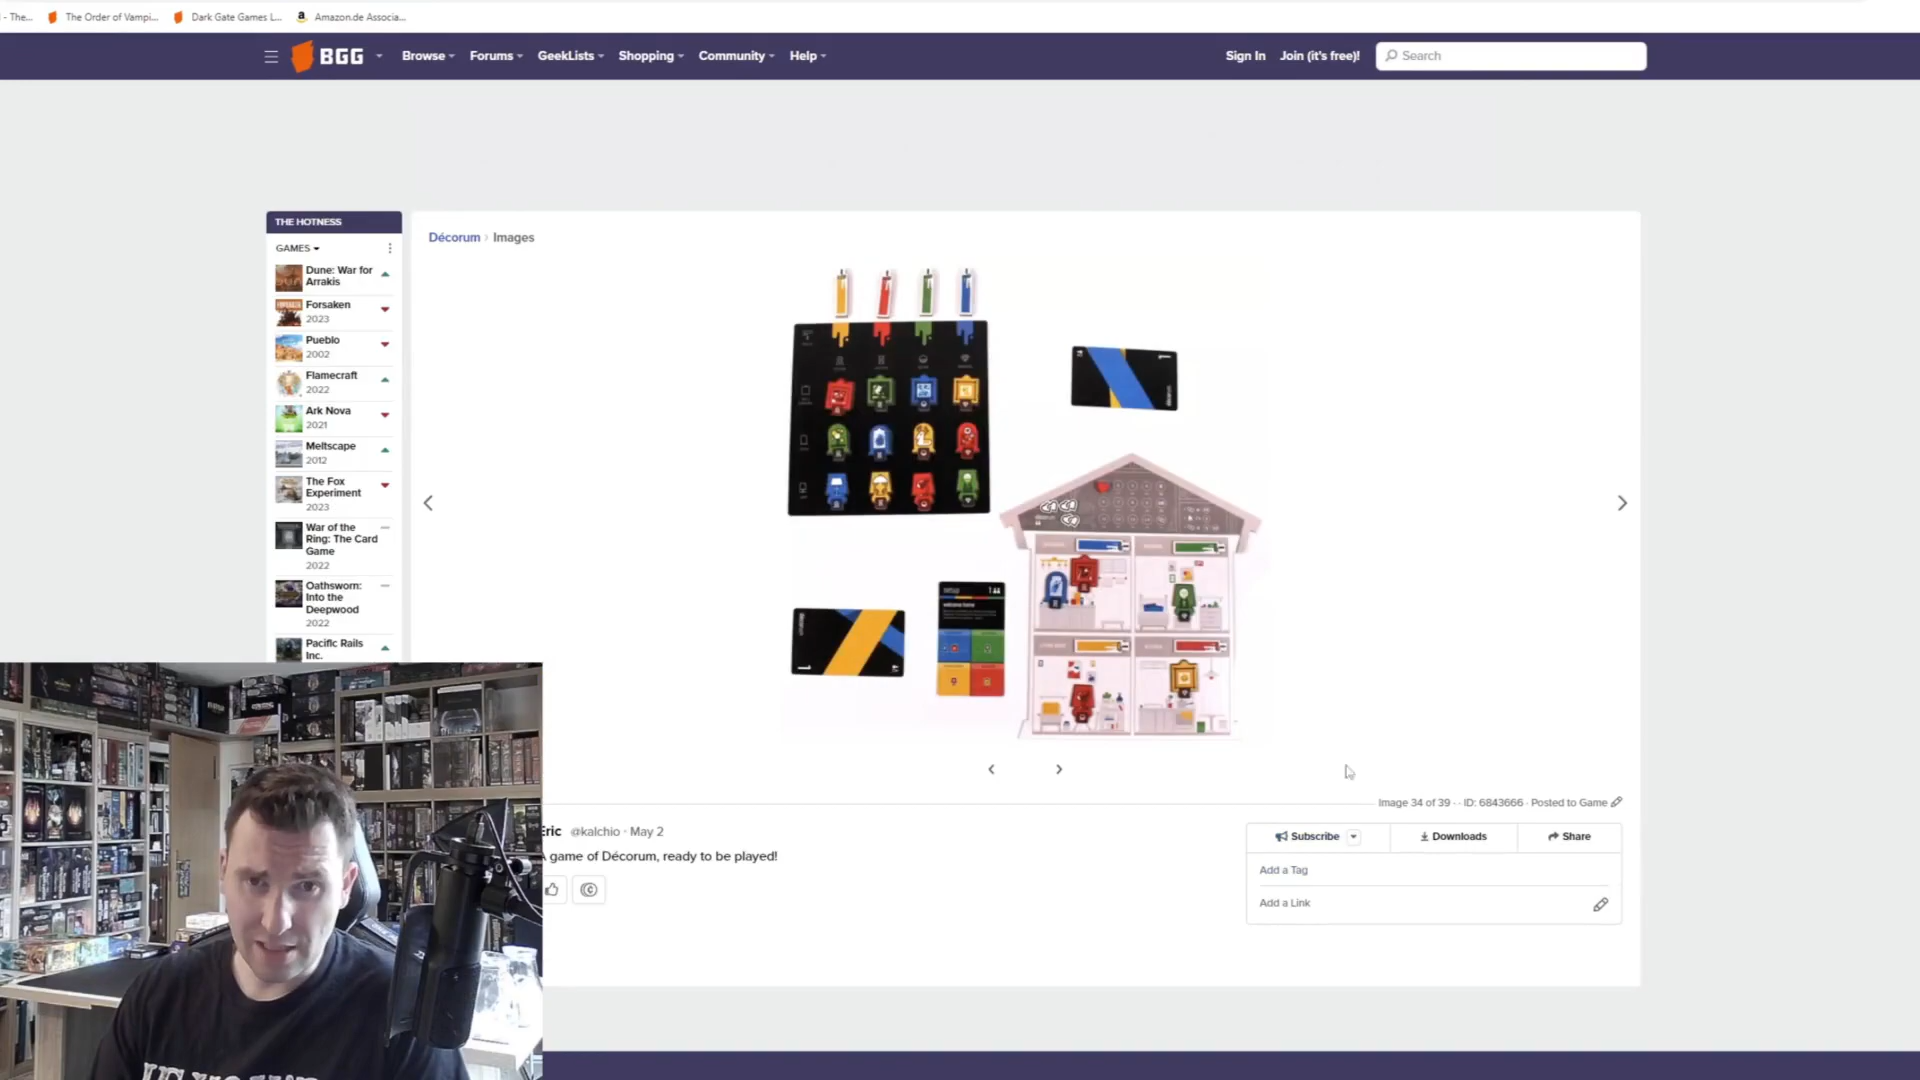 - The...
The Order of Vampi...
Dark Gate Games L...
Amazon.de Associa...
BGG
Browse
Forums
GeekLists
Shopping
Community
Help
Sign In
Join (it's free)!
Search
THE HOTNESS
GAMES
Dune: War for
Arrakis
Forsaken
2023
Pueblo
2002
Flamecraft
2022
Ark Nova
2021
Meltscape
2012
The Fox
Experiment
2023
War of the
Ring: The Card
Game
2022
Oathsworn:
Into the
Deepwood
2022
Pacific Rails
Inc.
Décorum › Images
setup
welcome home
Image 34 of 39 - - ID: 6843666 · Posted to Game
Eric @kalchio · May 2
A game of Décorum, ready to be played!
Subscribe
Downloads
Share
Add a Tag
Add a Link